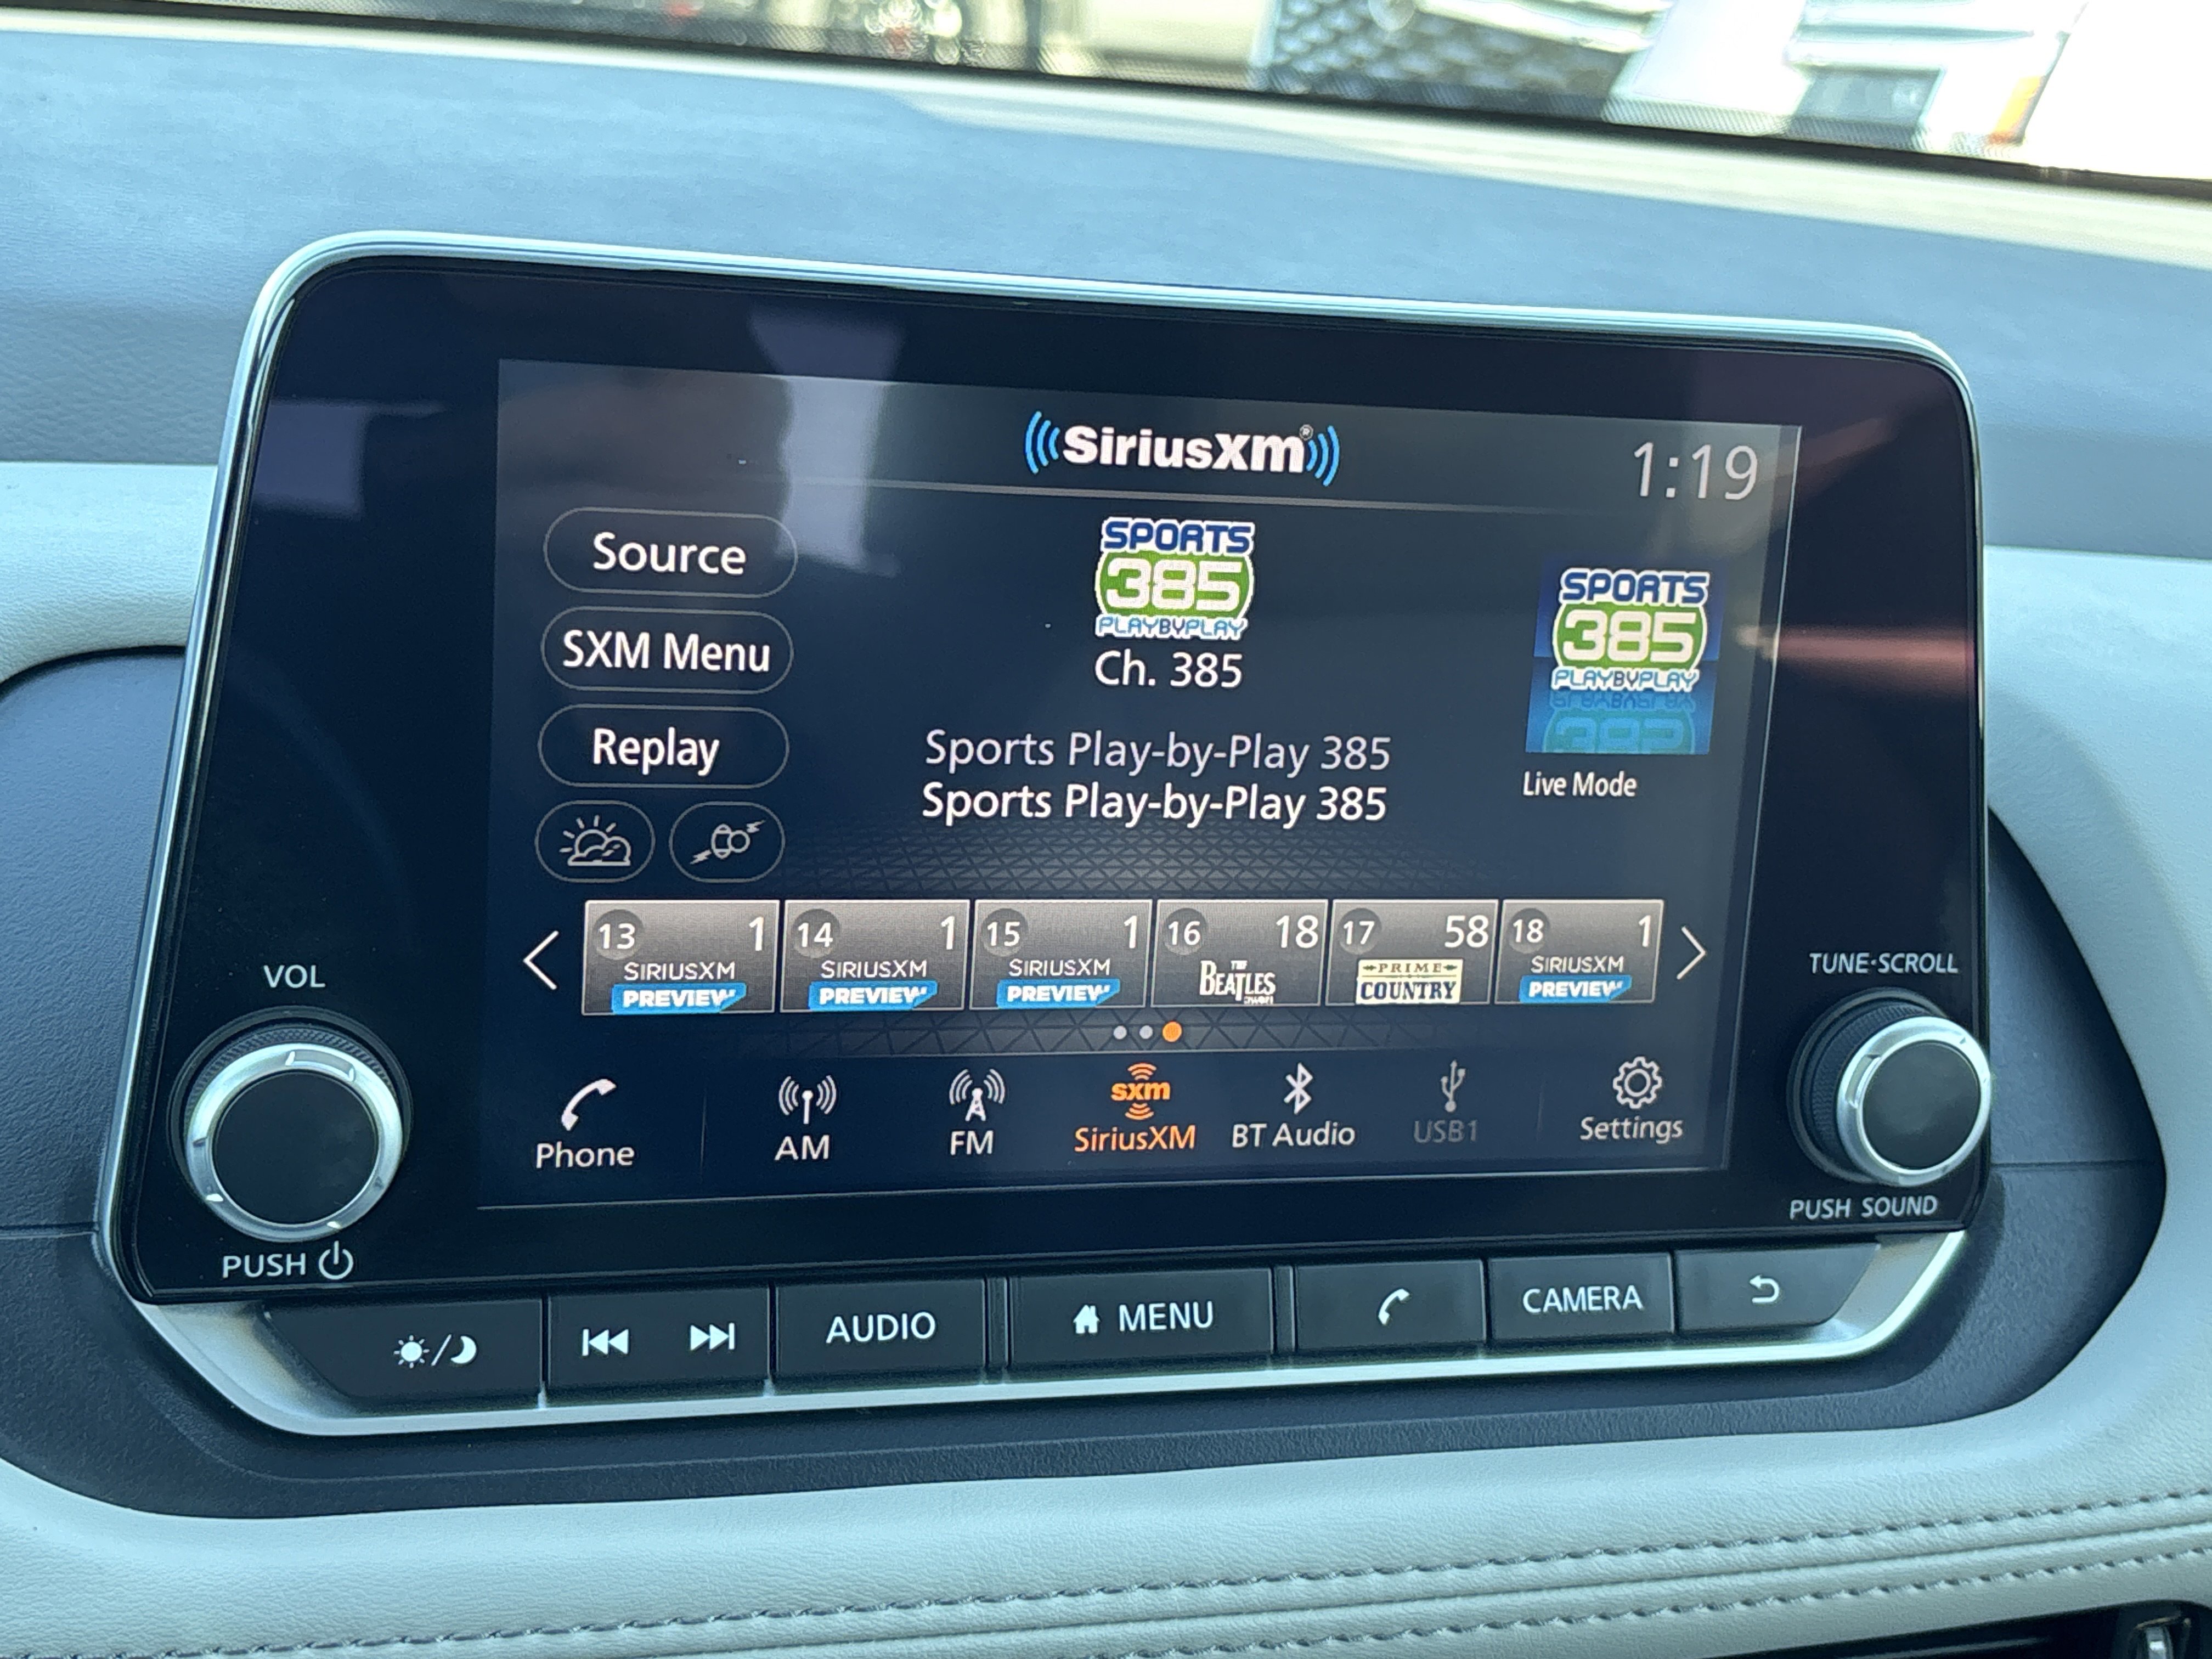 SiriusXM®
1:19
Source
SXM Menu
Replay
SPORTS
385
PLAYBYPLAY
Ch. 385
Sports Play-by-Play 385
Sports Play-by-Play 385
SPORTS
385
PLAYBYPLAY
Live Mode
13 1
SIRIUSXM
PREVIEW
14 1
SIRIUSXM
PREVIEW
15 1
SIRIUSXM
PREVIEW
16 18
THE
BEATLES
17 58
PRIME
COUNTRY
18 1
SIRIUSXM
PREVIEW
Phone
AM
FM
sxm
SiriusXM
BT Audio
USB1
Settings
VOL
PUSH
TUNE·SCROLL
PUSH SOUND
AUDIO
MENU
CAMERA